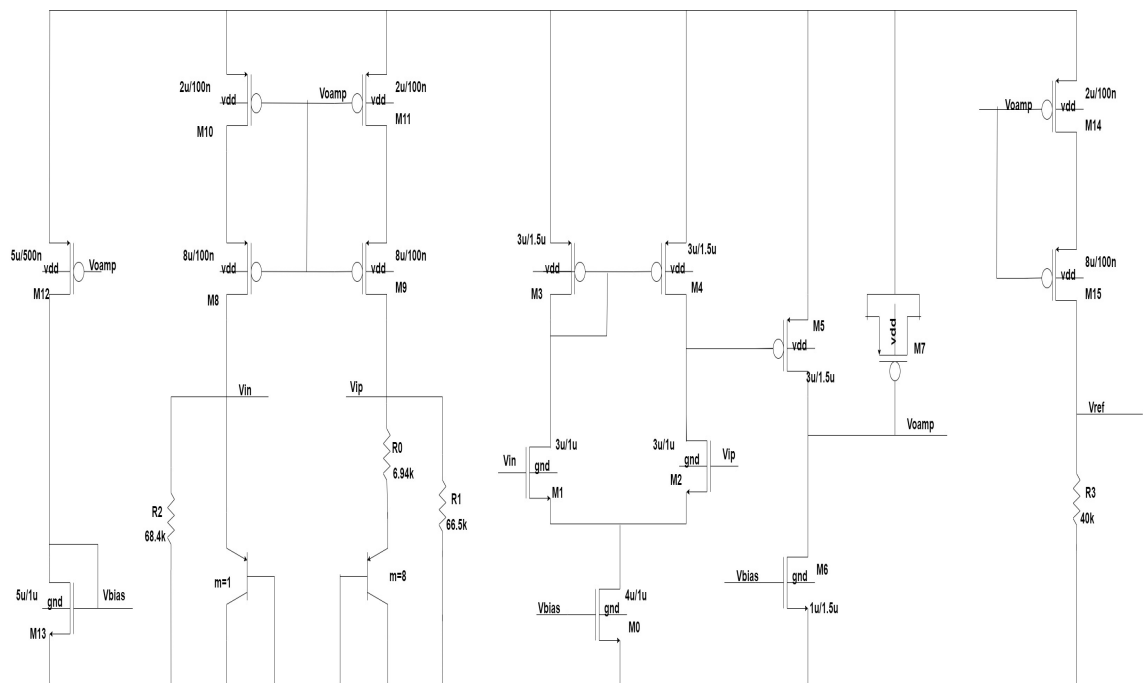 2u/100n
vdd
M10
Voamp
2u/100n
vdd
M11
Voamp
2u/100n
vdd
M14
5u/500n
vdd
Voamp
M12
8u/100n
vdd
M8
8u/100n
vdd
M9
3u/1.5u
vdd
M3
3u/1.5u
vdd
M4
8u/100n
vdd
M15
M5
vdd
3u/1.5u
vdd
M7
Vin
Vip
Voamp
Vref
R0
6.94k
R2
68.4k
R1
66.5k
3u/1u
Vin
gnd
M1
3u/1u
gnd
Vip
M2
R3
40k
m=1
m=8
5u/1u
gnd
Vbias
M13
Vbias
4u/1u
gnd
M0
Vbias
gnd
M6
1u/1.5u